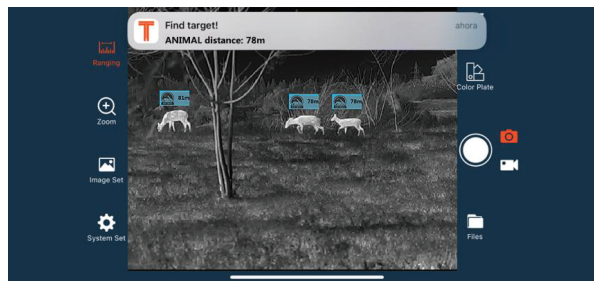 Find target!
ahora
ANIMAL distance: 78m
Ranging
Zoom
Image Set
System Set
81m
78m
78m
Color Plate
Files